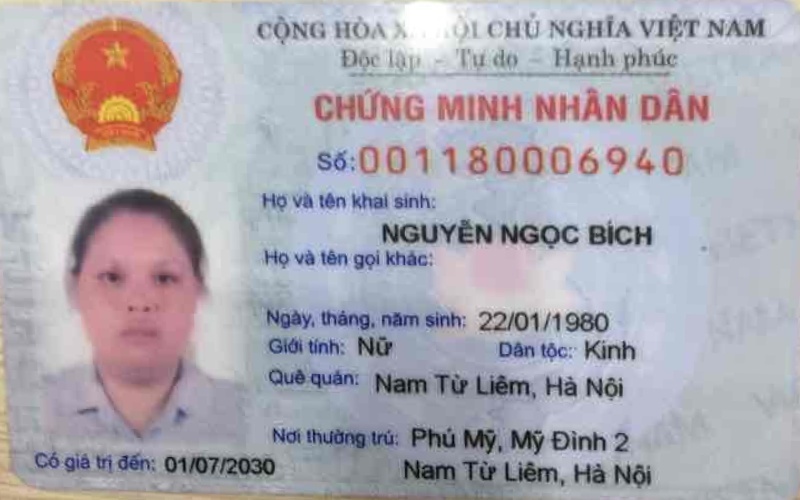 CỘNG HÒA X HỘI CHỦ NGHĨA VIỆT NAM
Độc lập - Tự do - Hạnh phúc
CHỨNG MINH NHÂN DÂN
Số: 001180006940
Họ và tên khai sinh:
NGUYỄN NGỌC BÍCH
Họ và tên gọi khác:
Ngày, tháng, năm sinh: 22/01/1980
Giới tính: Nữ Dân tộc: Kinh
Quê quán: Nam Từ Liêm, Hà Nội
Nơi thường trú: Phú Mỹ, Mỹ Đình 2
Nam Từ Liêm, Hà Nội
Có giá trị đến: 01/07/2030